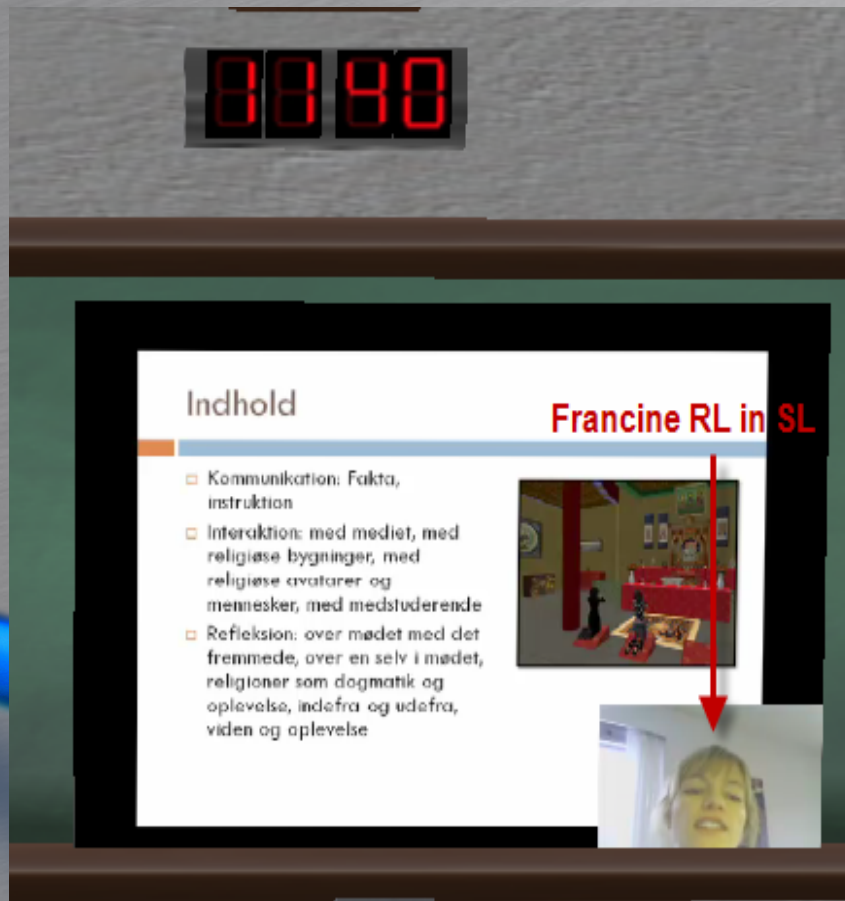 11 40
Indhold
Francine RL in SL
Kommunikation: Fakta,
instruktion
Interaktion: med mediet, med
religiøse bygninger, med
religiøse avatarer og
mennesker, med medstuderende
Refleksion: over mødet med det
fremmede, over en selv i mødet,
religioner som dogmatik og
oplevelse, indefra og udefra,
viden og oplevelse